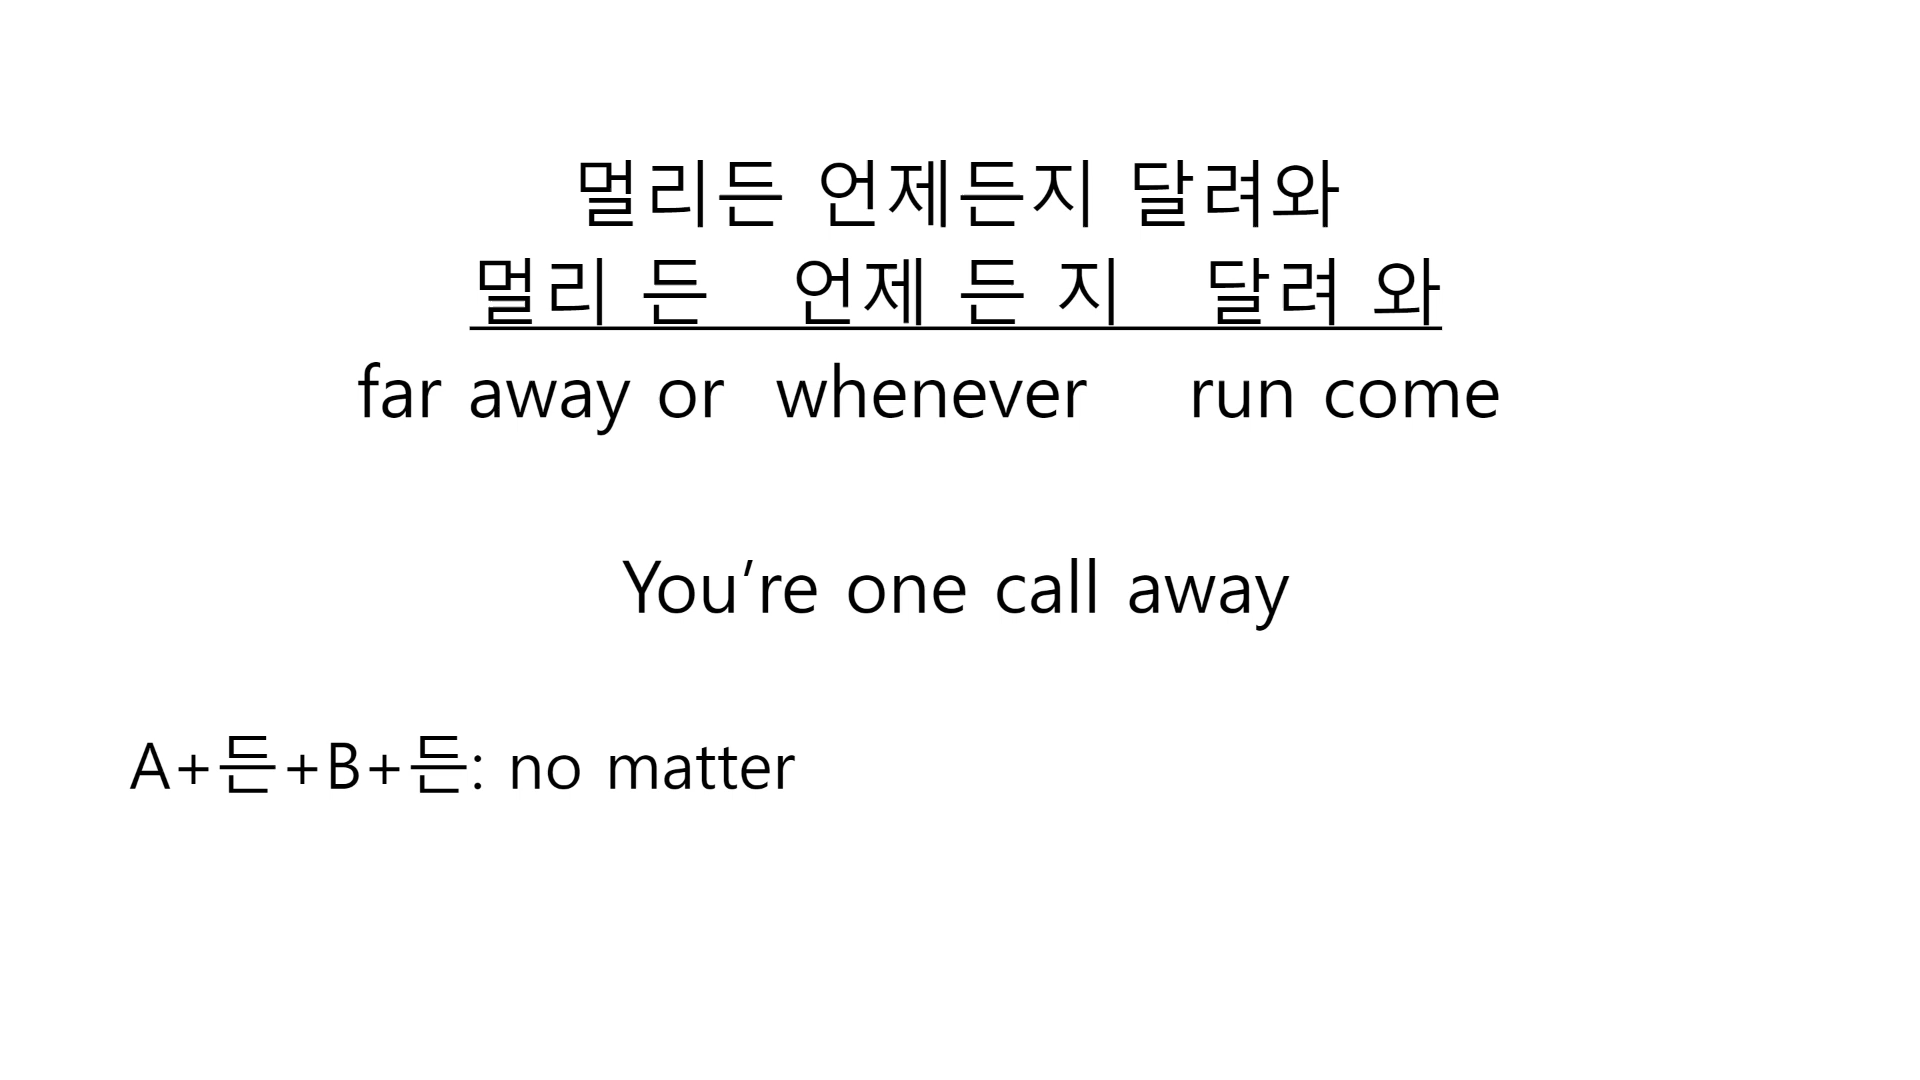 멀리든 언제든지 달려와
멀리 든 언제 든 지 달려 와
far away or whenever run come
You’re one call away
A+든+B+든: no matter